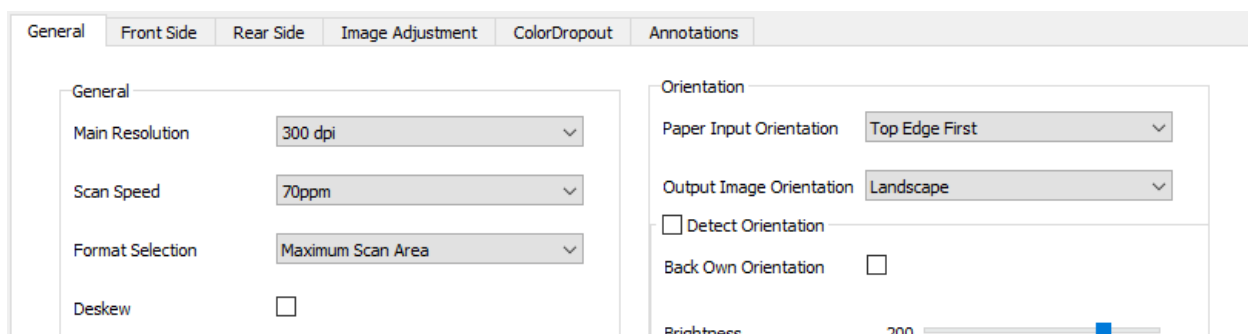 General Front Side Rear Side Image Adjustment ColorDropout Annotations
General
Main Resolution 300 dpi
Scan Speed 70ppm
Format Selection Maximum Scan Area
Deskew
Orientation
Paper Input Orientation Top Edge First
Output Image Orientation Landscape
Detect Orientation
Back Own Orientation
Brightness 200